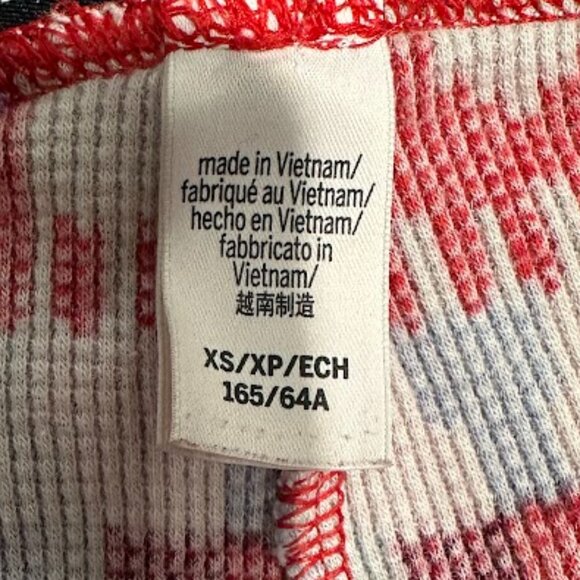 made in Vietnam/
fabriqué au Vietnam/
hecho en Vietnam/
fabbricato in
Vietnam/
越南制造
XS/XP/ECH
165/64A